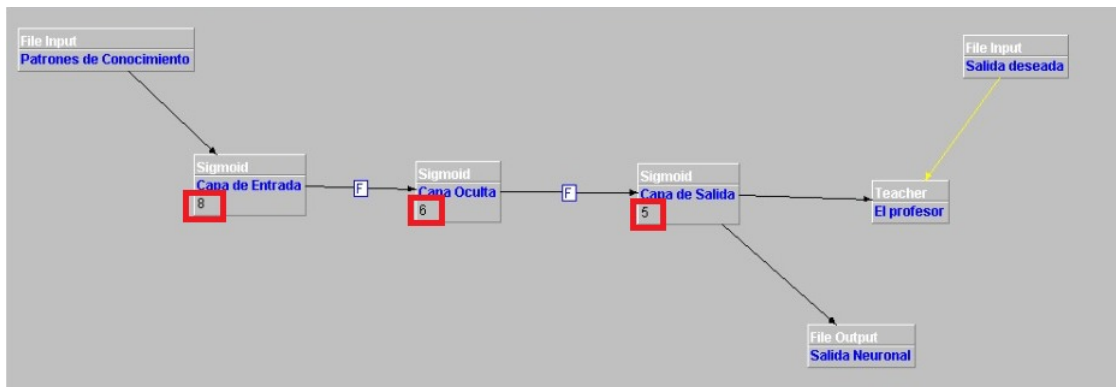 File Input
Patrones de Conocimiento
File Input
Salida deseada
Sigmoid
Capa de Entrada
8
F
Sigmoid
Capa Oculta
6
F
Sigmoid
Capa de Salida
5
Teacher
El profesor
File Output
Salida Neuronal